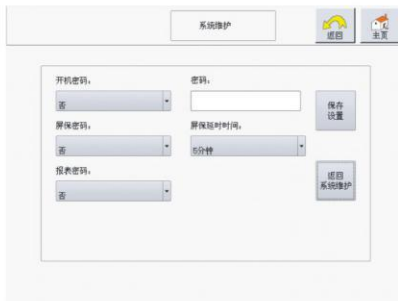 系统维护
返回
主页
开机密码：
密码：
否
保存
设置
屏保密码：
屏保延时时间：
否
5分钟
报表密码：
返回
系统维护
否